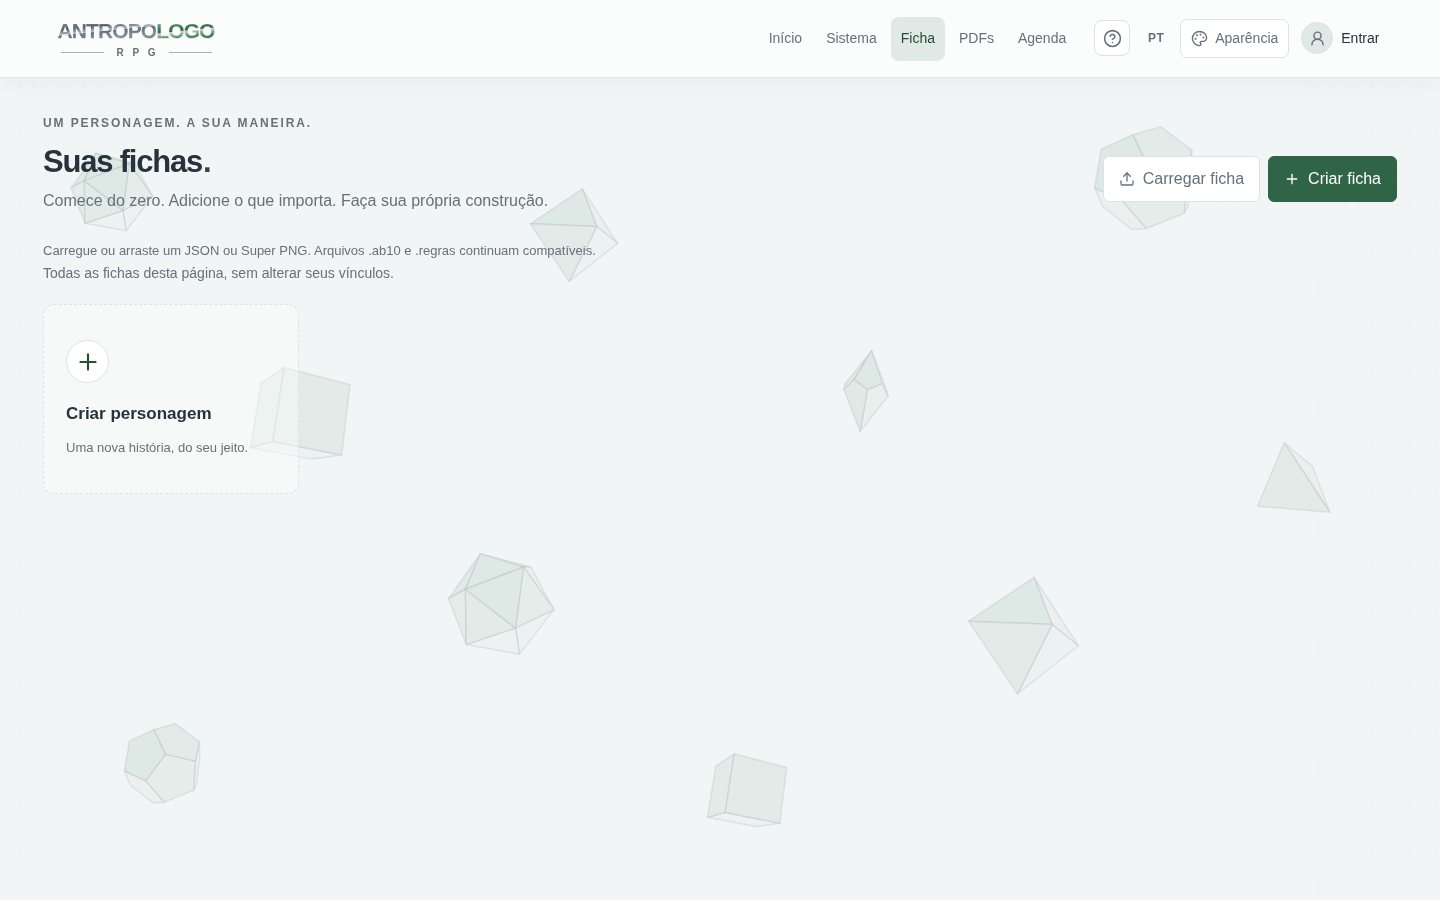 ANTROPOLOGO
RPG
Início
Sistema
Ficha
PDFs
Agenda
PT
Aparência
Entrar
UM PERSONAGEM. A SUA MANEIRA.
Suas fichas.
Comece do zero. Adicione o que importa. Faça sua própria construção.
Carregar ficha
Criar ficha
Carregue ou arraste um JSON ou Super PNG. Arquivos .ab10 e .regras continuam compatíveis.
Todas as fichas desta página, sem alterar seus vínculos.
Criar personagem
Uma nova história, do seu jeito.